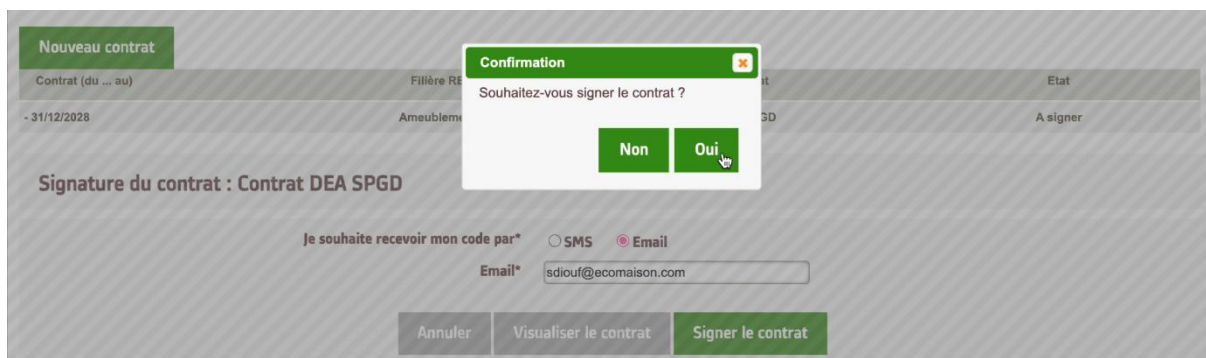 Nouveau contrat
Confirmation
Contrat (du ... au) Filière RE Etat
Souhaitez-vous signer le contrat ?
- 31/12/2028 Ameubleme GD A signer
Non Oui
Signature du contrat : Contrat DEA SPGD
Je souhaite recevoir mon code par* SMS Email
Email* sdiouf@ecomaison.com
Annuler Visualiser le contrat Signer le contrat